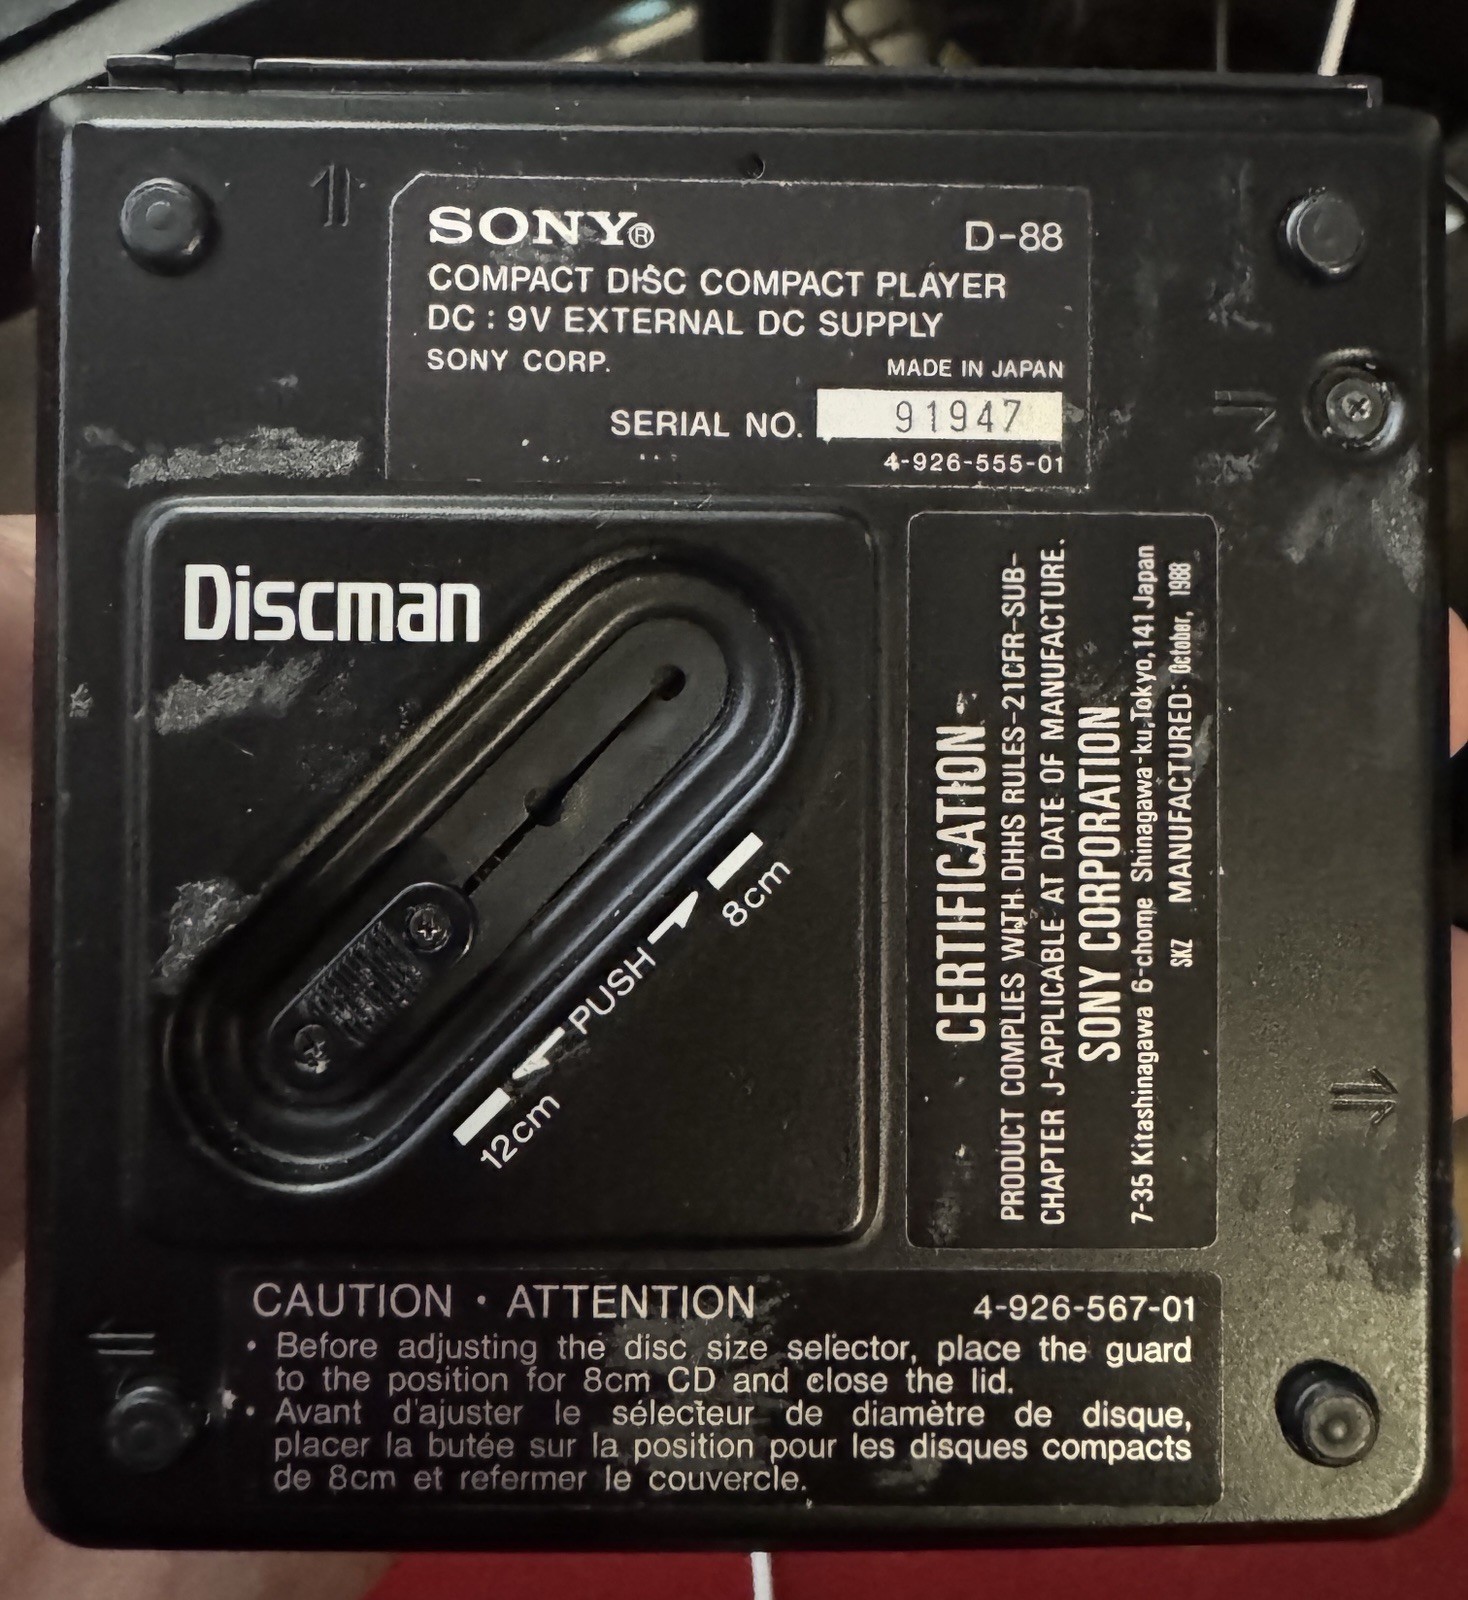 SONY®
D-88
COMPACT DISC COMPACT PLAYER
DC : 9V EXTERNAL DC SUPPLY
SONY CORP.
MADE IN JAPAN
SERIAL NO. 91947
4-926-555-01
Discman
8cm
PUSH
12cm
CERTIFICATION
PRODUCT COMPLIES WITH DHHS RULES-21CFR-SUB-
CHAPTER J-APPLICABLE AT DATE OF MANUFACTURE.
SONY CORPORATION
7-35 Kitashinagawa 6-chome Shinagawa-ku,Tokyo,141 Japan
SKZ MANUFACTURED: October, 1988
CAUTION · ATTENTION
4-926-567-01
• Before adjusting the disc size selector, place the guard
to the position for 8cm CD and close the lid.
• Avant d'ajuster le sélecteur de diamètre de disque,
placer la butée sur la position pour les disques compacts
de 8cm et refermer le couvercle.